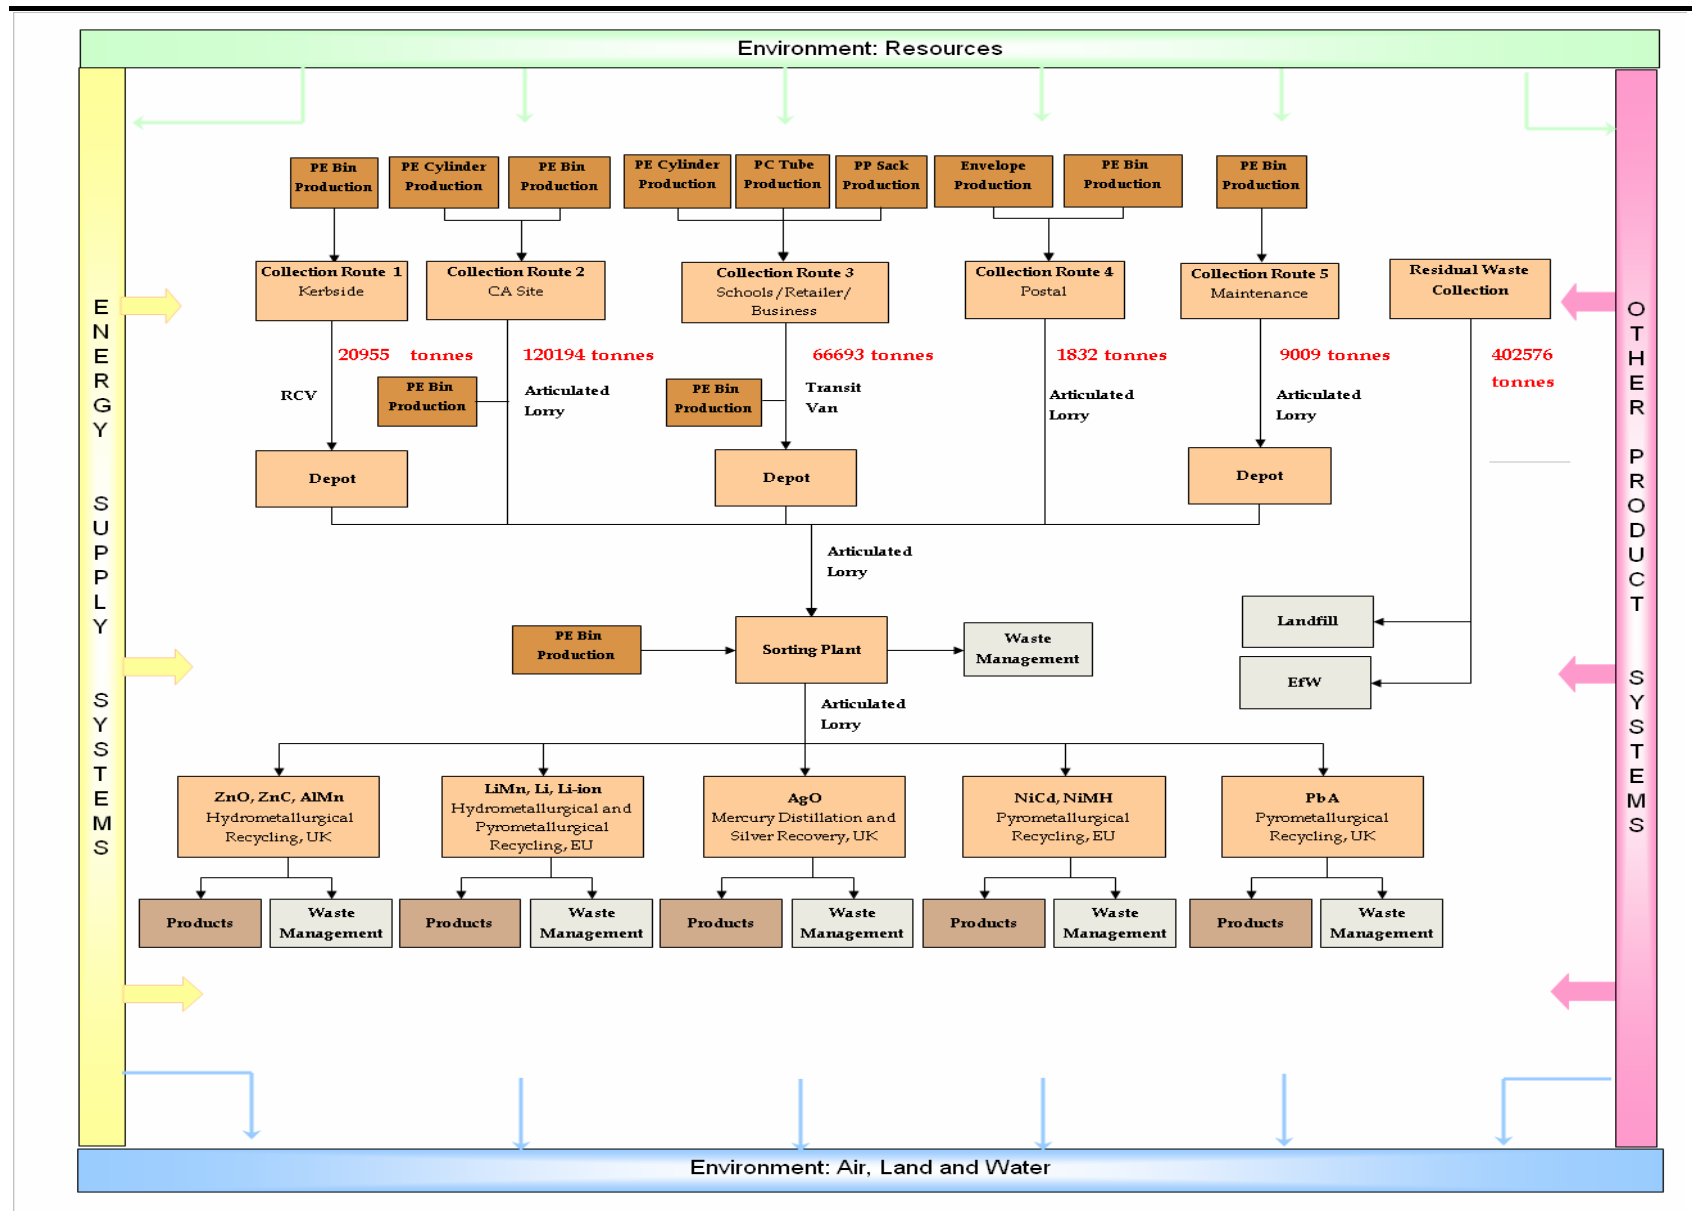 Environment: Resources
ENERGY SUPPLY SYSTEMS
OTHER PRODUCT SYSTEMS
PE Bin
Production
PE Cylinder
Production
PE Bin
Production
PE Cylinder
Production
PC Tube
Production
PP Sack
Production
Envelope
Production
PE Bin
Production
PE Bin
Production
Collection Route 1
Kerbside
Collection Route 2
CA Site
Collection Route 3
Schools/Retailer/
Business
Collection Route 4
Postal
Collection Route 5
Maintenance
Residual Waste
Collection
20955 tonnes
120194 tonnes
66693 tonnes
1832 tonnes
9009 tonnes
402576
tonnes
RCV
PE Bin
Production
Articulated
Lorry
PE Bin
Production
Transit
Van
Articulated
Lorry
Articulated
Lorry
Depot
Depot
Depot
Articulated
Lorry
PE Bin
Production
Sorting Plant
Waste
Management
Landfill
EfW
Articulated
Lorry
ZnO, ZnC, AlMn
Hydrometallurgical
Recycling, UK
LiMn, Li, Li-ion
Hydrometallurgical and
Pyrometallurgical
Recycling, EU
AgO
Mercury Distillation and
Silver Recovery, UK
NiCd, NiMH
Pyrometallurgical
Recycling, EU
PbA
Pyrometallurgical
Recycling, UK
Products
Waste
Management
Products
Waste
Management
Products
Waste
Management
Products
Waste
Management
Products
Waste
Management
Environment: Air, Land and Water